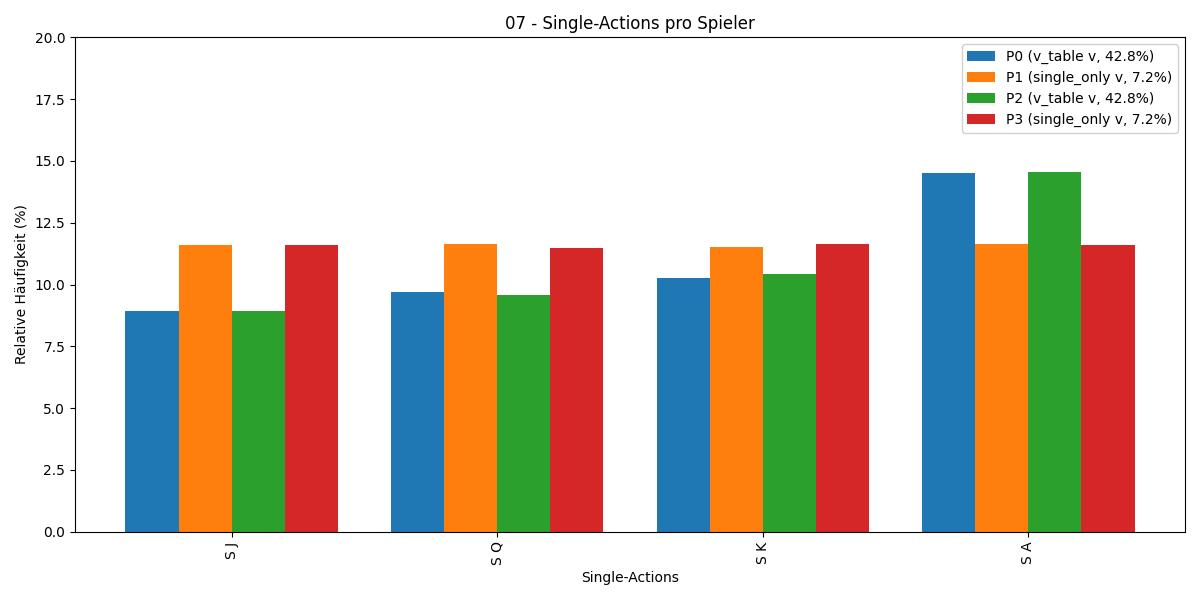 07 - Single-Actions pro Spieler
20.0
17.5
15.0
12.5
10.0
7.5
5.0
2.5
0.0
Relative Häufigkeit (%)
P0 (v_table v, 42.8%)
P1 (single_only v, 7.2%)
P2 (v_table v, 42.8%)
P3 (single_only v, 7.2%)
S J
S Q
S K
S A
Single-Actions